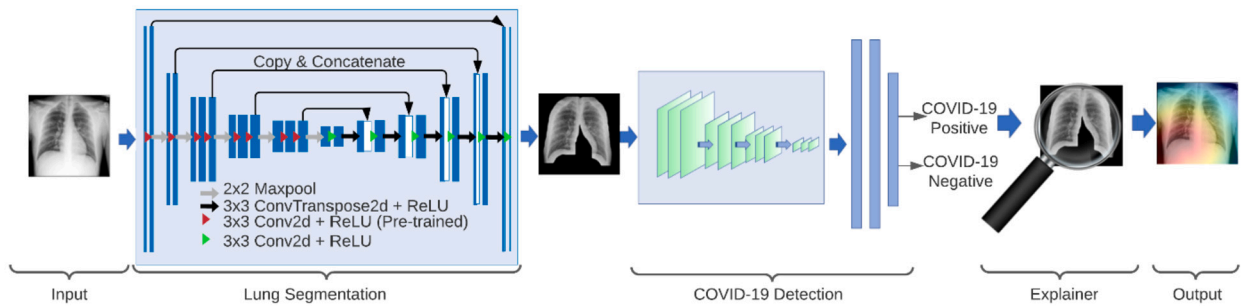 Copy & Concatenate
2x2 Maxpool
3x3 ConvTranspose2d + ReLU
3x3 Conv2d + ReLU (Pre-trained)
3x3 Conv2d + ReLU
COVID-19
Positive
COVID-19
Negative
Input
Lung Segmentation
COVID-19 Detection
Explainer
Output